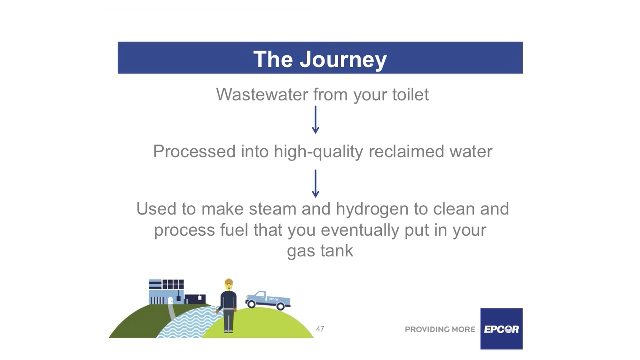 The Journey
Wastewater from your toilet
Processed into high-quality reclaimed water
Used to make steam and hydrogen to clean and
process fuel that you eventually put in your
gas tank
47
PROVIDING MORE
EPCOR